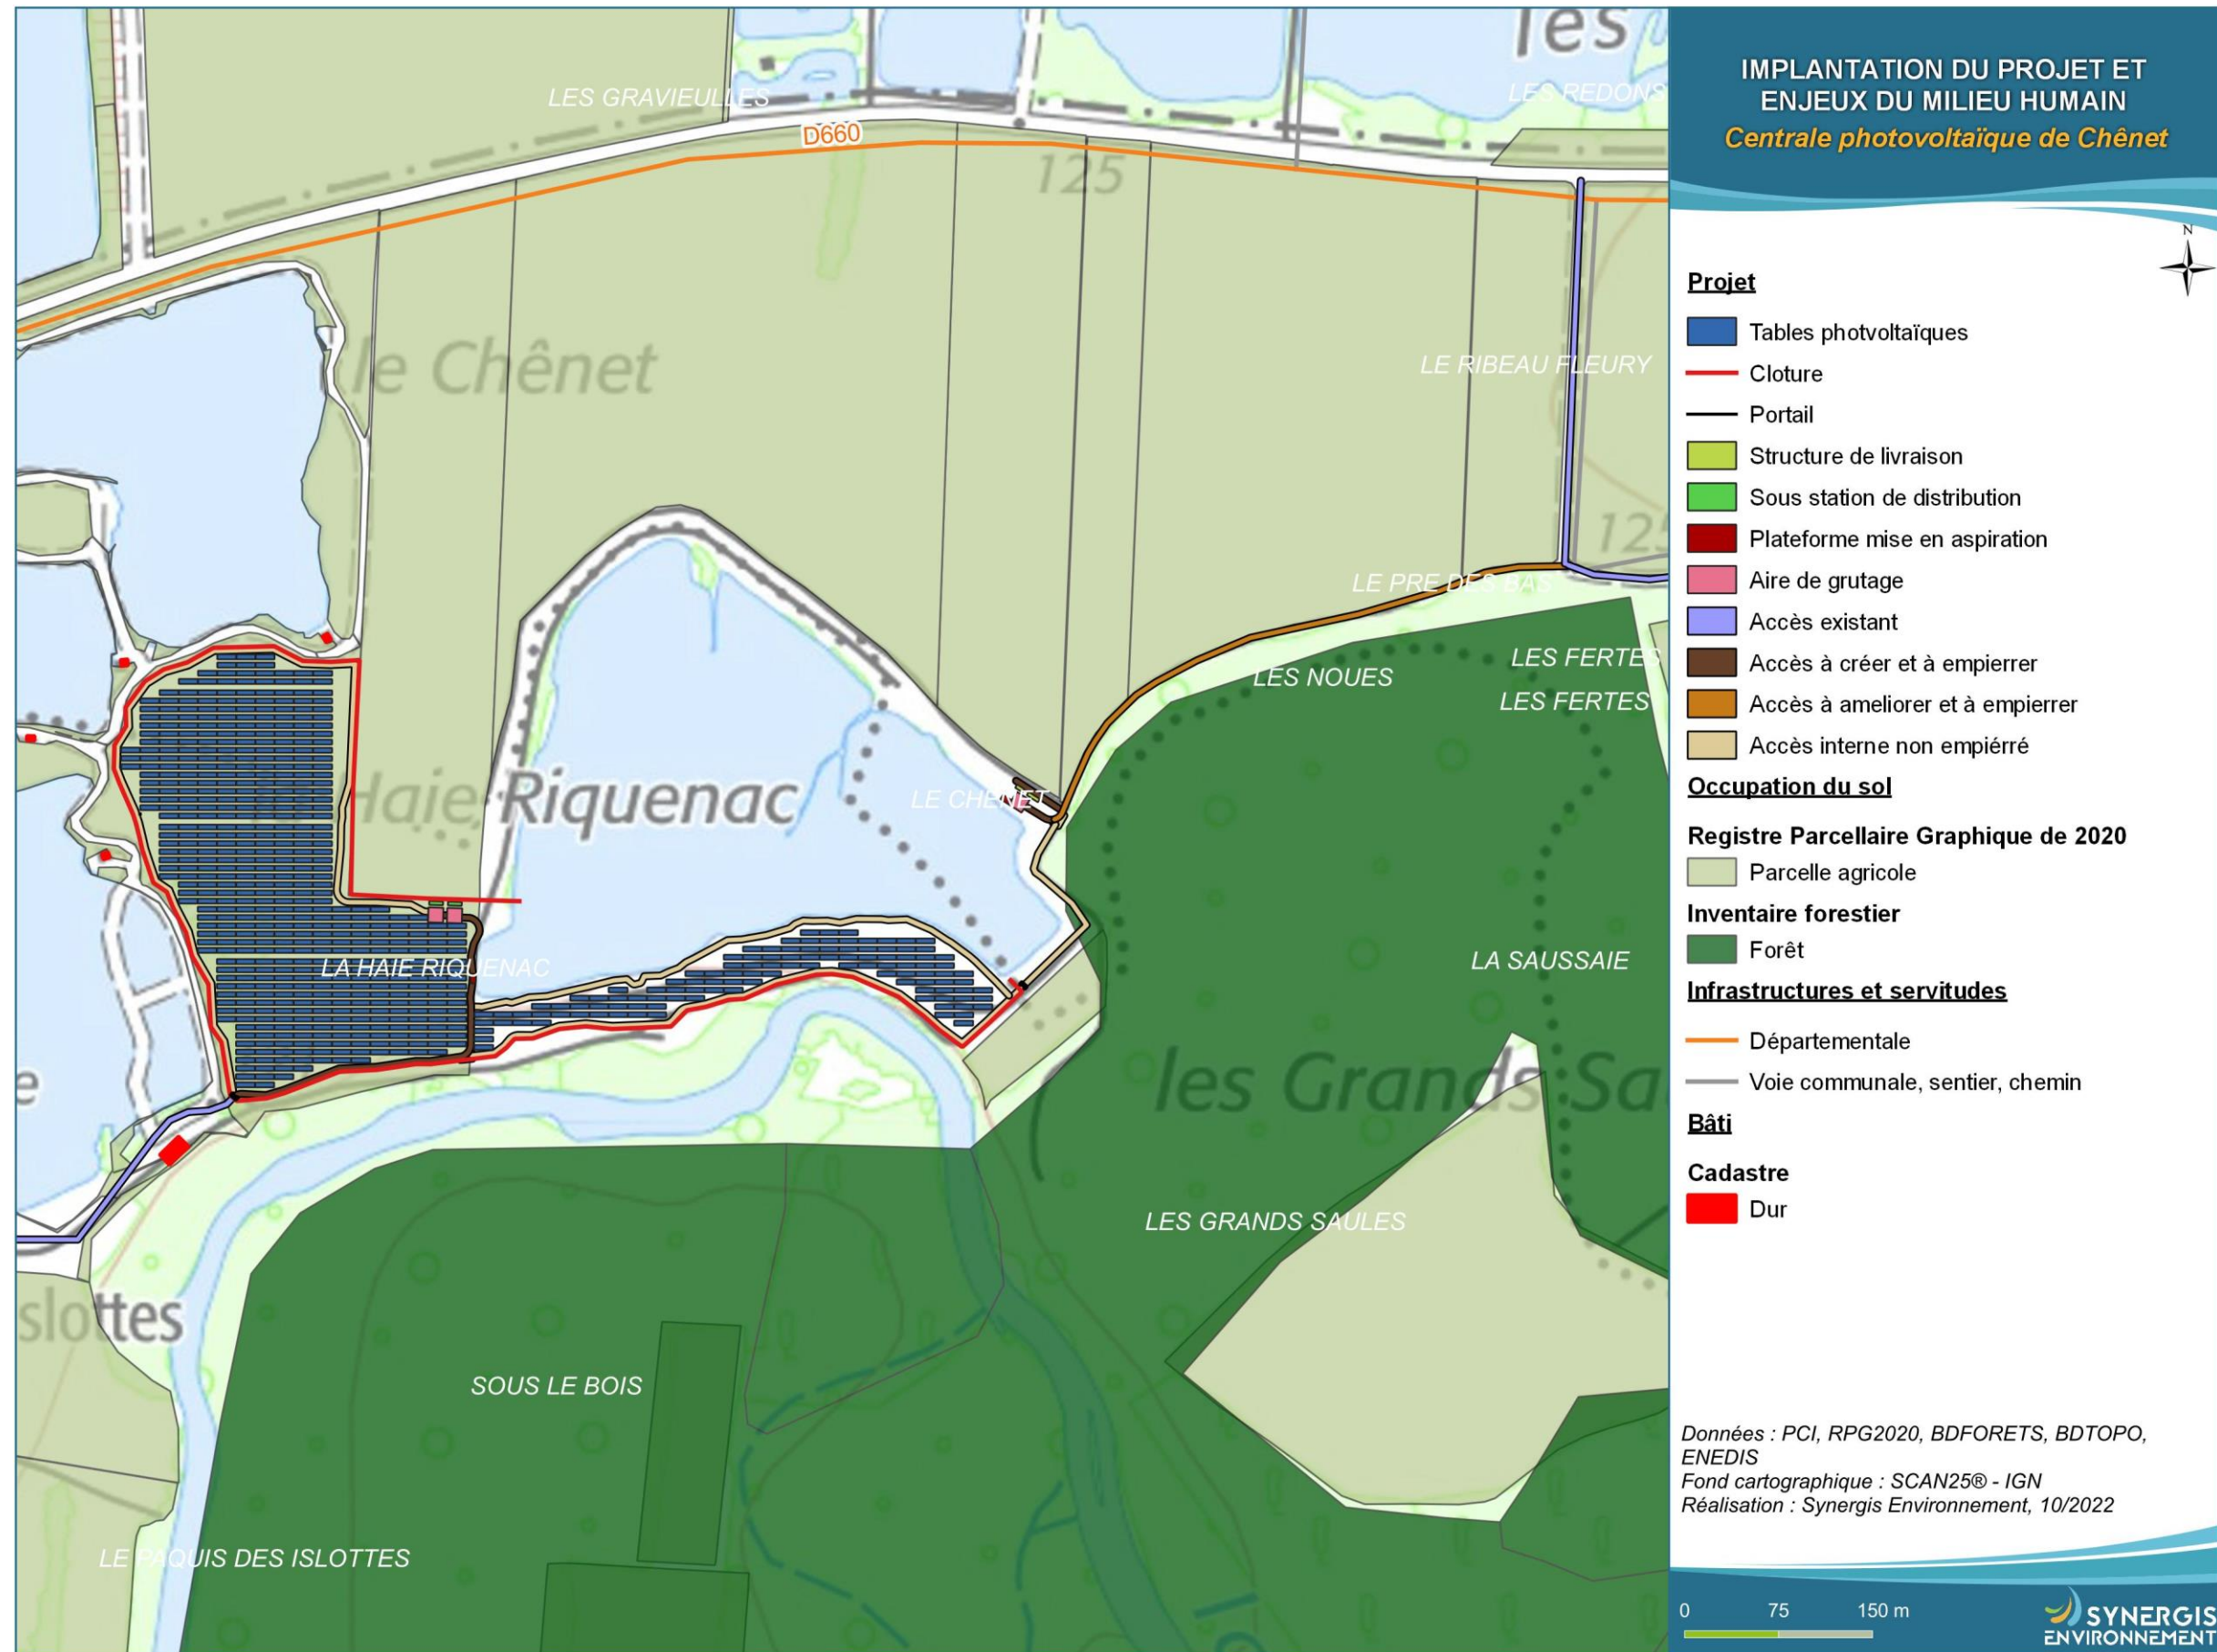 les
LES GRAVIEULLES
LES REDONS
D660
125
le Chênet
LE RIBEAU FLEURY
125
LE PRE DES BAS
LES FERTES
LES NOUES
LES FERTES
Haie Riquenac
LE CHENET
LA HAIE RIQUENAC
LA SAUSSAIE
les Grands Sa
e
LES GRANDS SAULES
slottes
SOUS LE BOIS
LE PAQUIS DES ISLOTTES
IMPLANTATION DU PROJET ET
ENJEUX DU MILIEU HUMAIN
Centrale photovoltaïque de Chênet
N
Projet
Tables photvoltaïques
Cloture
Portail
Structure de livraison
Sous station de distribution
Plateforme mise en aspiration
Aire de grutage
Accès existant
Accès à créer et à empierrer
Accès à ameliorer et à empierrer
Accès interne non empiérré
Occupation du sol
Registre Parcellaire Graphique de 2020
Parcelle agricole
Inventaire forestier
Forêt
Infrastructures et servitudes
Départementale
Voie communale, sentier, chemin
Bâti
Cadastre
Dur
Données : PCI, RPG2020, BDFORETS, BDTOPO,
ENEDIS
Fond cartographique : SCAN25® - IGN
Réalisation : Synergis Environnement, 10/2022
0 75 150 m
SYNERGIS
ENVIRONNEMENT